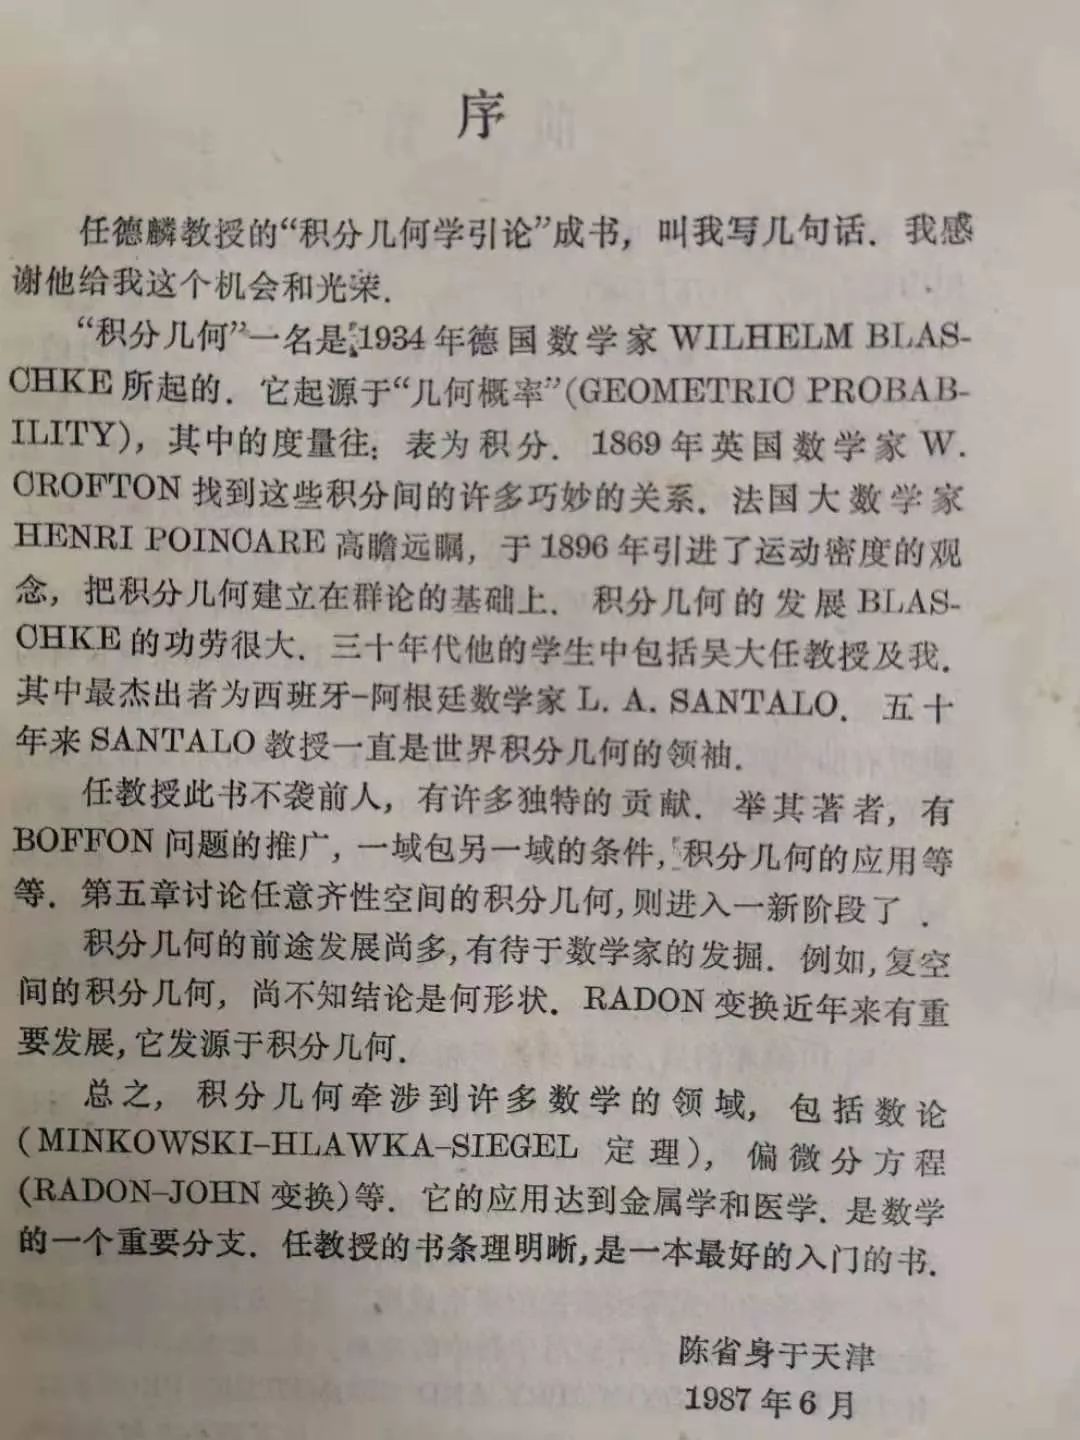 序
任德麟教授的“积分几何学引论”成书，叫我写几句话．我感
谢他给我这个机会和光荣．
“积分几何”一名是1934年德国数学家 WILHELM BLAS-
CHKE 所起的．它起源于“几何概率”(GEOMETRIC PROBAB-
ILITY)，其中的度量往：表为积分．1869年英国数学家 W.
CROFTON 找到这些积分间的许多巧妙的关系．法国大数学家
HENRI POINCARE 高瞻远瞩，于1896年引进了运动密度的观
念，把积分几何建立在群论的基础上．积分几何的发展 BLAS-
CHKE 的功劳很大．三十年代他的学生中包括吴大任教授及我．
其中最杰出者为西班牙-阿根廷数学家 L. A. SANTALO．五十
年来 SANTALO 教授一直是世界积分几何的领袖．
任教授此书不袭前人，有许多独特的贡献．举其著者，有
BOFFON 问题的推广，一域包另一域的条件，积分几何的应用等
等．第五章讨论任意齐性空间的积分几何，则进入一新阶段了．
积分几何的前途发展尚多，有待于数学家的发掘．例如，复空
间的积分几何，尚不知结论是何形状．RADON 变换近年来有重
要发展，它发源于积分几何．
总之，积分几何牵涉到许多数学的领域，包括数论
(MINKOWSKI-HLAWKA-SIEGEL 定理)，偏微分方程
(RADON-JOHN 变换)等．它的应用达到金属学和医学．是数学
的一个重要分支．任教授的书条理明晰，是一本最好的入门的书．
陈省身于天津
1987年6月